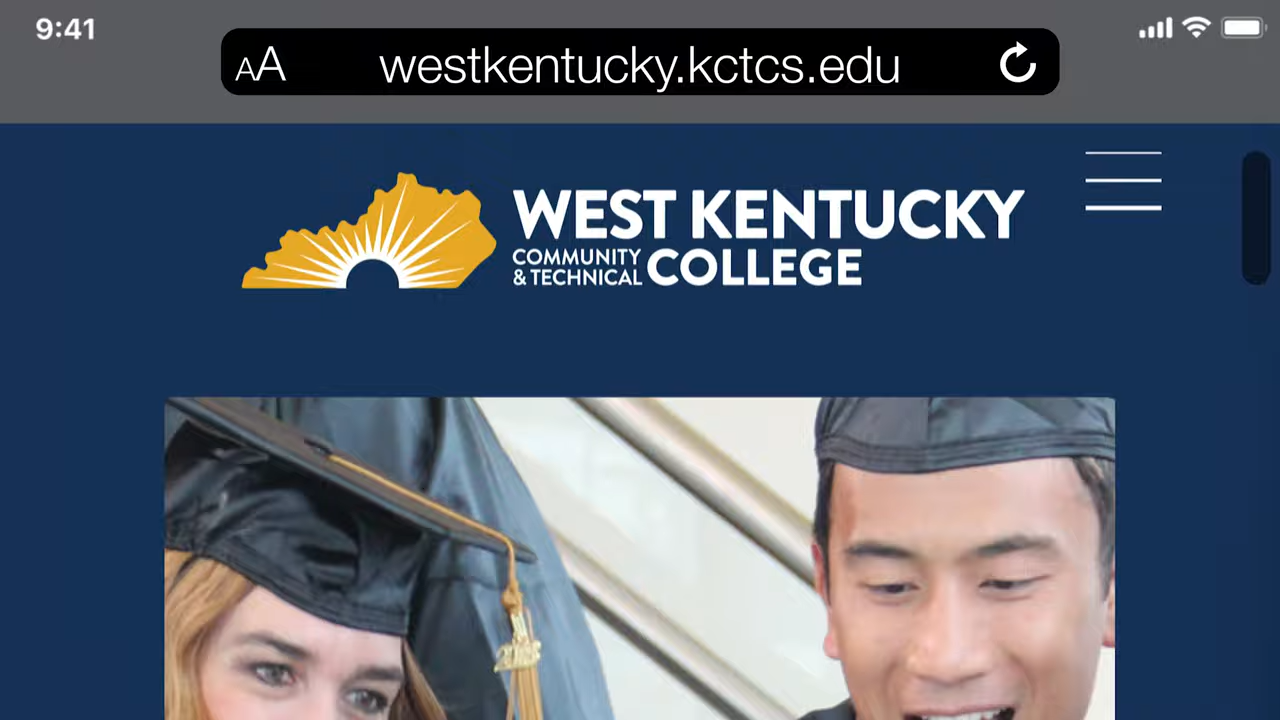 9:41
AA westkentucky.kctcs.edu
WEST KENTUCKY
COMMUNITY
& TECHNICAL
COLLEGE